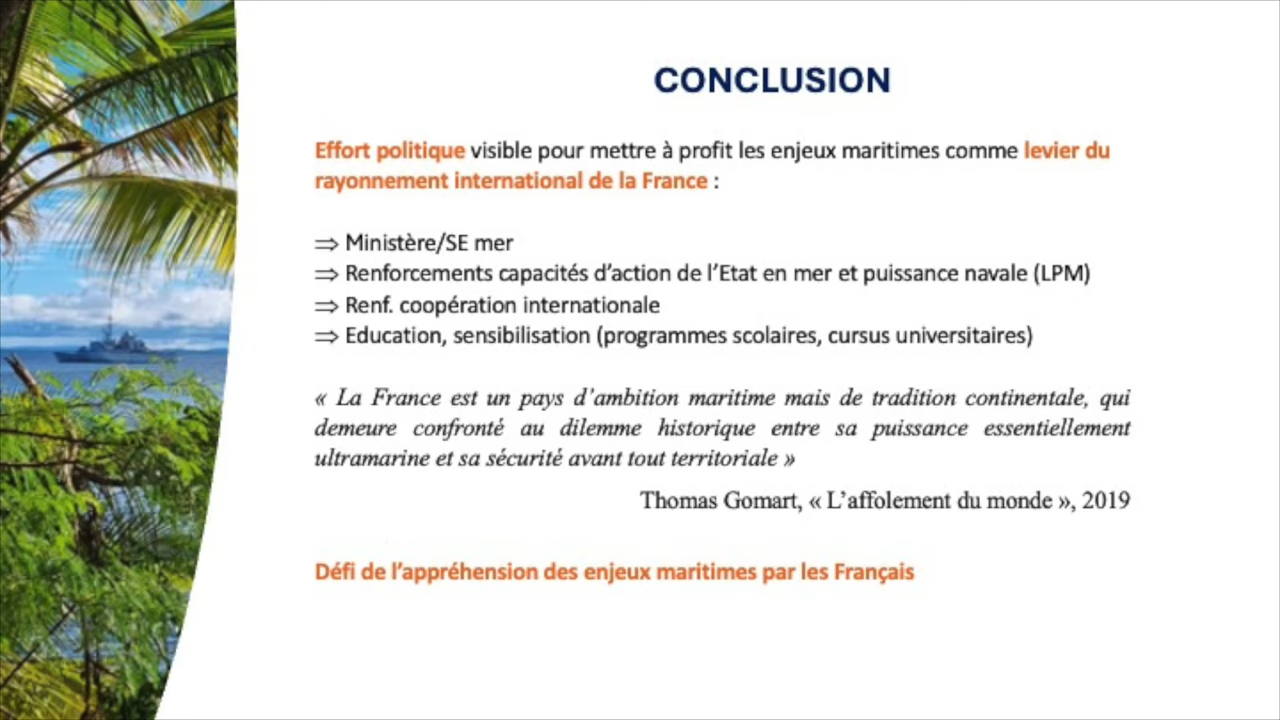 CONCLUSION
Effort politique visible pour mettre à profit les enjeux maritimes comme levier du
rayonnement international de la France :
⇒ Ministère/SE mer
⇒ Renforcements capacités d’action de l’Etat en mer et puissance navale (LPM)
⇒ Renf. coopération internationale
⇒ Education, sensibilisation (programmes scolaires, cursus universitaires)
« La France est un pays d’ambition maritime mais de tradition continentale, qui
demeure confronté au dilemme historique entre sa puissance essentiellement
ultramarine et sa sécurité avant tout territoriale »
Thomas Gomart, « L’affolement du monde », 2019
Défi de l’appréhension des enjeux maritimes par les Français